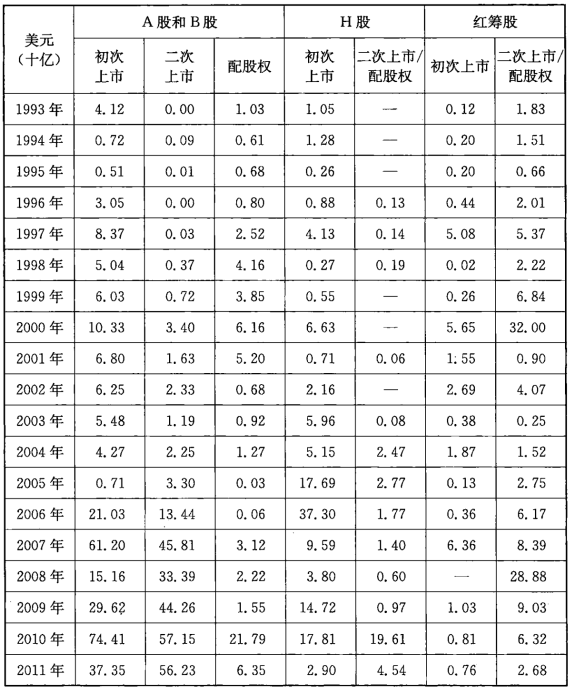 美元（十亿） A股和B股 H股 红筹股
初次上市 二次上市 配股权 初次上市 二次上市/配股权 初次上市 二次上市/配股权
1993年 4.12 0.00 1.03 1.05 — 0.12 1.83
1994年 0.72 0.09 0.61 1.28 — 0.20 1.51
1995年 0.51 0.01 0.68 0.26 — 0.20 0.66
1996年 3.05 0.00 0.80 0.88 0.13 0.44 2.01
1997年 8.37 0.03 2.52 4.13 0.14 5.08 5.37
1998年 5.04 0.37 4.16 0.27 0.19 0.02 2.22
1999年 6.03 0.72 3.85 0.55 — 0.26 6.84
2000年 10.33 3.40 6.16 6.63 — 5.65 32.00
2001年 6.80 1.63 5.20 0.71 0.06 1.55 0.90
2002年 6.25 2.33 0.68 2.16 — 2.69 4.07
2003年 5.48 1.19 0.92 5.96 0.08 0.38 0.25
2004年 4.27 2.25 1.27 5.15 2.47 1.87 1.52
2005年 0.71 3.30 0.03 17.69 2.77 0.13 2.75
2006年 21.03 13.44 0.06 37.30 1.77 0.36 6.17
2007年 61.20 45.81 3.12 9.59 1.40 6.36 8.39
2008年 15.16 33.39 2.22 3.80 0.60 — 28.88
2009年 29.62 44.26 1.55 14.72 0.97 1.03 9.03
2010年 74.41 57.15 21.79 17.81 19.61 0.81 6.32
2011年 37.35 56.23 6.35 2.90 4.54 0.76 2.68